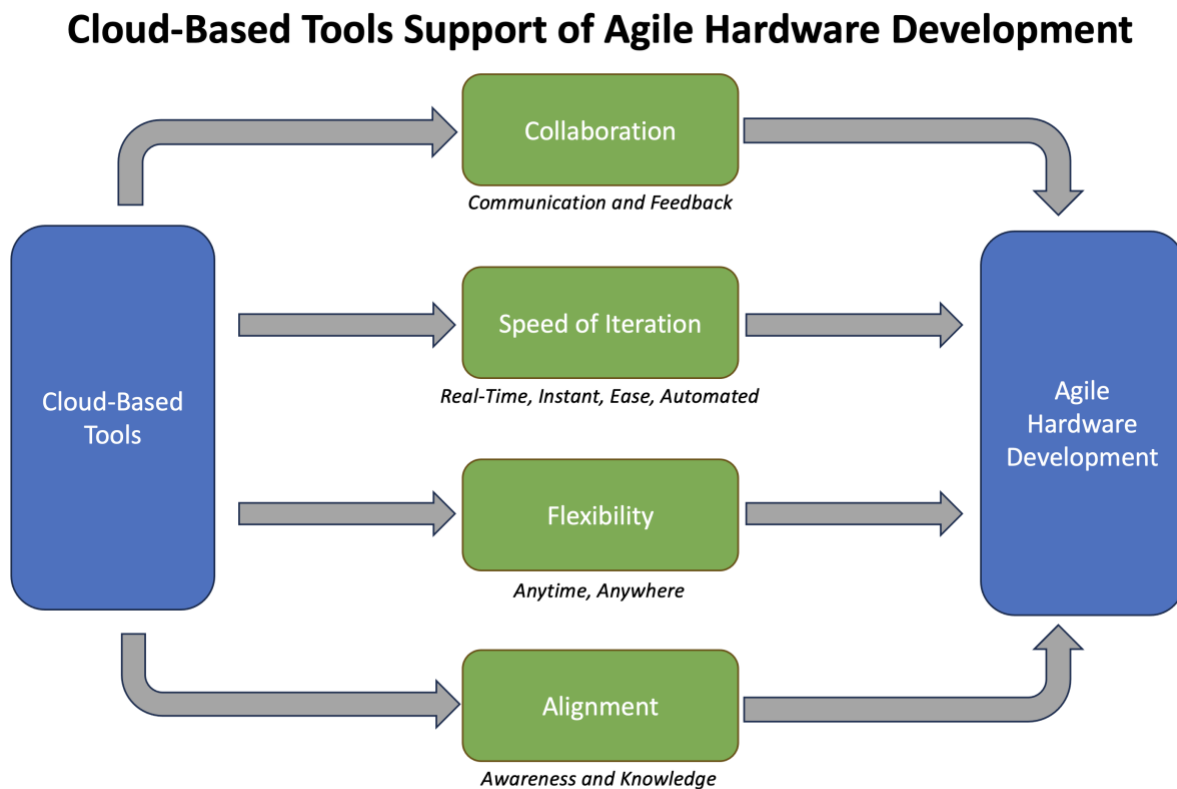 Cloud-Based Tools Support of Agile Hardware Development
Collaboration
Communication and Feedback
Speed of Iteration
Real-Time, Instant, Ease, Automated
Cloud-Based
Tools
Agile
Hardware
Development
Flexibility
Anytime, Anywhere
Alignment
Awareness and Knowledge